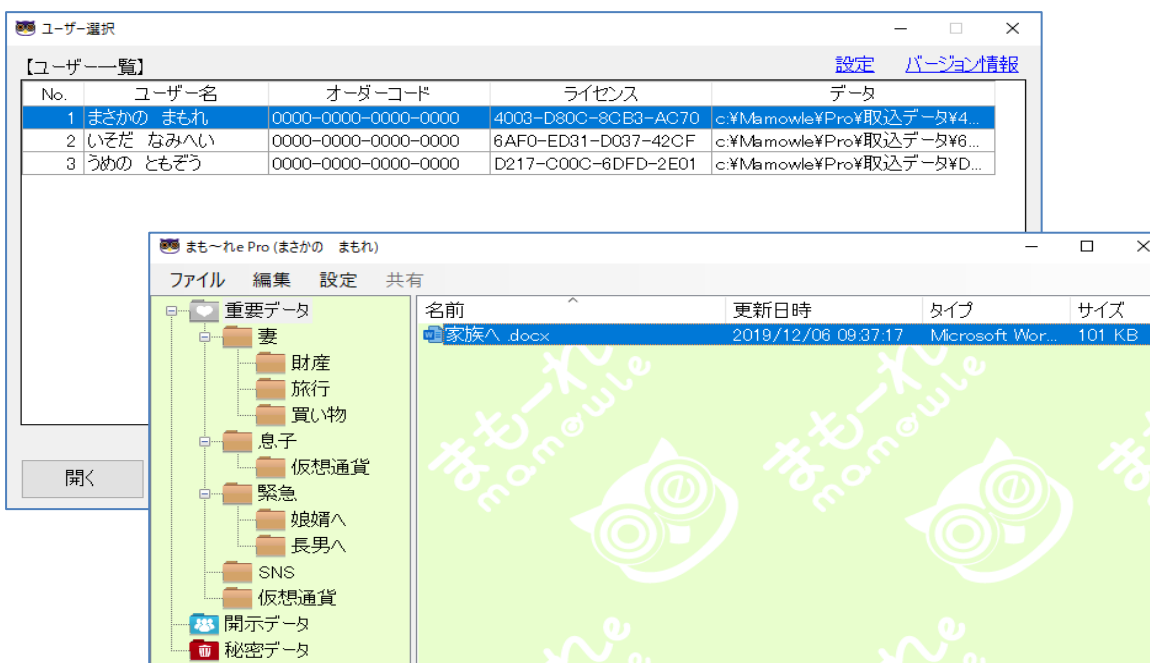 ユーザー選択
【ユーザー一覧】 設定 バージョン情報
No. ユーザー名 オーダーコード ライセンス データ
1 まさかの まもれ 0000-0000-0000-0000 4003-D80C-8CB3-AC70 c:¥Mamowle¥Pro¥取込データ¥4...
2 いそだ なみへい 0000-0000-0000-0000 6AF0-ED31-D037-42CF c:¥Mamowle¥Pro¥取込データ¥6...
3 うめの ともぞう 0000-0000-0000-0000 D217-C00C-6DFD-2E01 c:¥Mamowle¥Pro¥取込データ¥D...
開く
まも～れe Pro (まさかの まもれ)
ファイル 編集 設定 共有
名前 更新日時 タイプ サイズ
家族へ .docx 2019/12/06 09:37:17 Microsoft Wor... 101 KB
重要データ
妻
財産
旅行
買い物
息子
仮想通貨
緊急
娘婿へ
長男へ
SNS
仮想通貨
開示データ
秘密データ
まもーれ
mamowle
まもーれ
mamowle